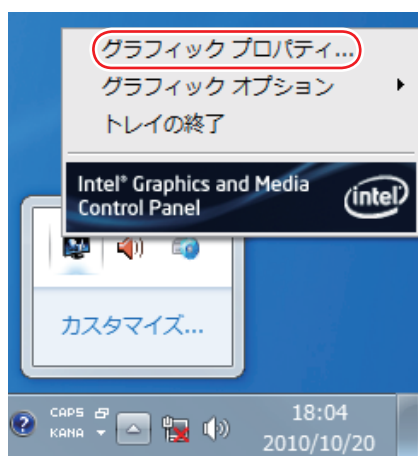 グラフィック プロパティ...
グラフィック オプション
トレイの終了
Intel® Graphics and Media
Control Panel
intel
カスタマイズ...
CAPS
KANA
18:04
2010/10/20